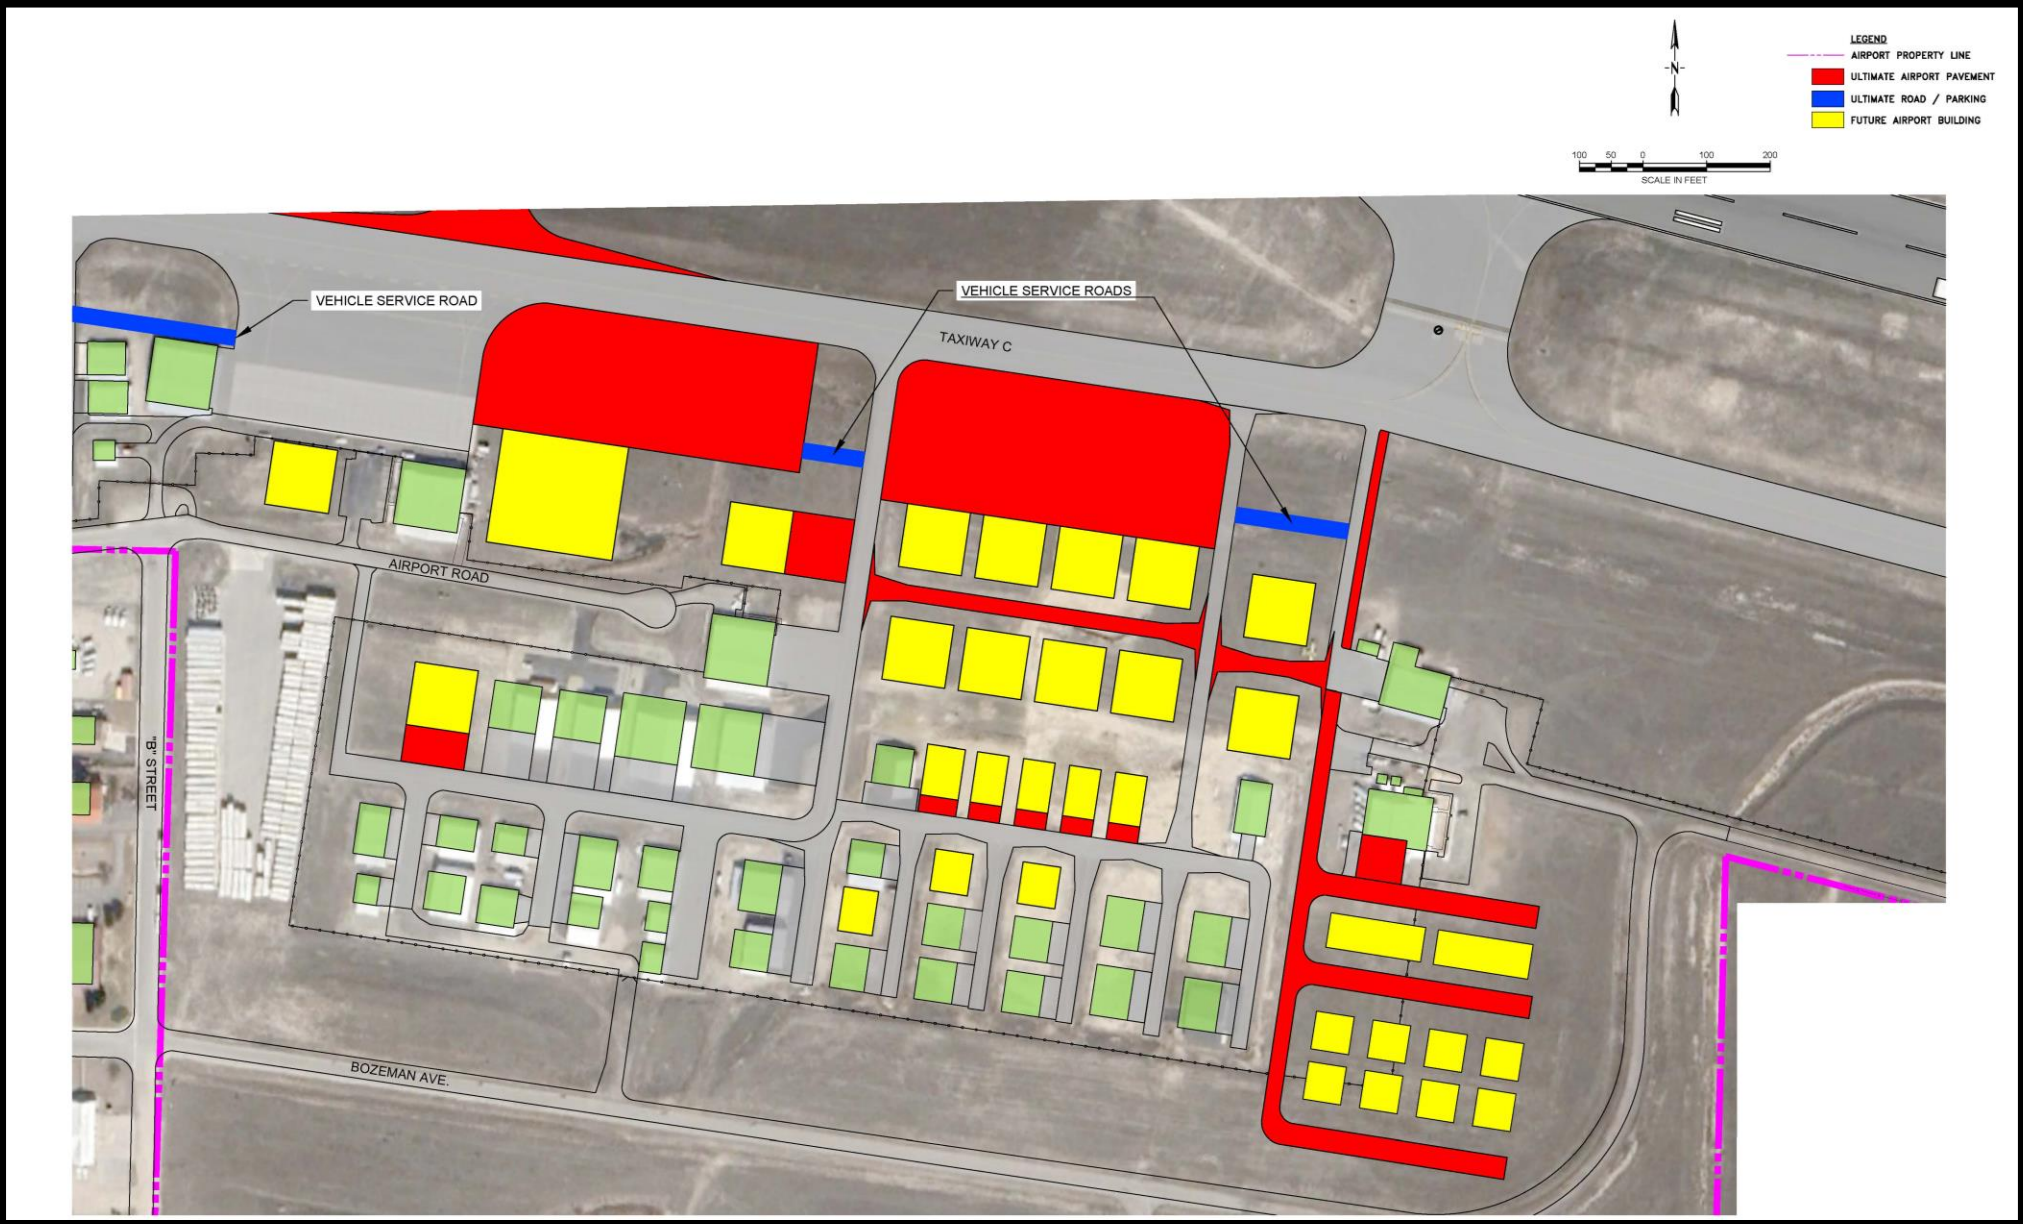 LEGEND
AIRPORT PROPERTY LINE
ULTIMATE AIRPORT PAVEMENT
ULTIMATE ROAD / PARKING
FUTURE AIRPORT BUILDING
N
100 50 0 100 200
SCALE IN FEET
VEHICLE SERVICE ROAD
VEHICLE SERVICE ROADS
TAXIWAY C
AIRPORT ROAD
"B" STREET
BOZEMAN AVE.